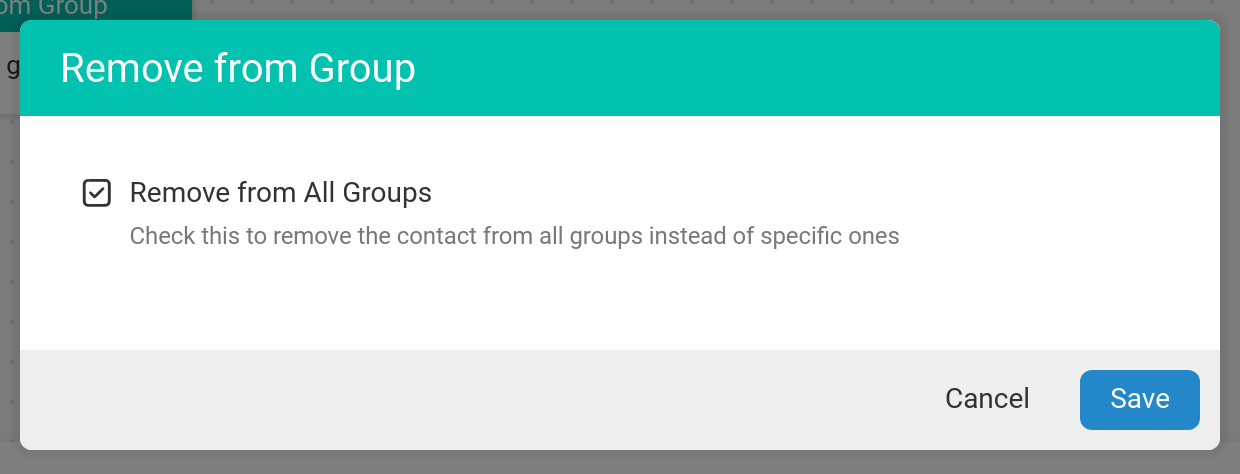 om Group
g
Remove from Group
Remove from All Groups
Check this to remove the contact from all groups instead of specific ones
Cancel
Save